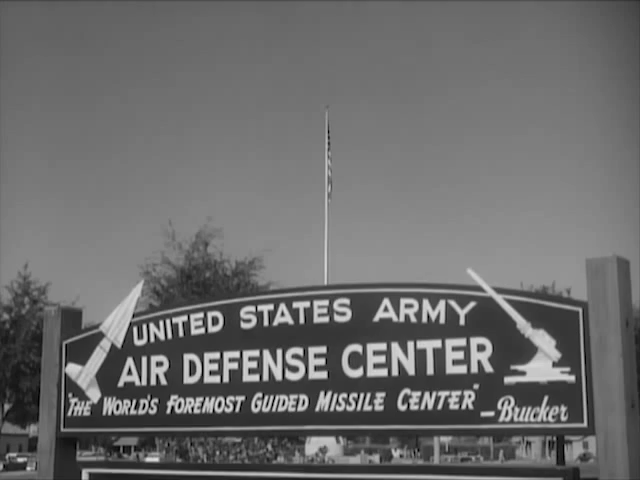 UNITED STATES ARMY
AIR DEFENSE CENTER
"THE WORLD'S FOREMOST GUIDED MISSILE CENTER" —Brucker